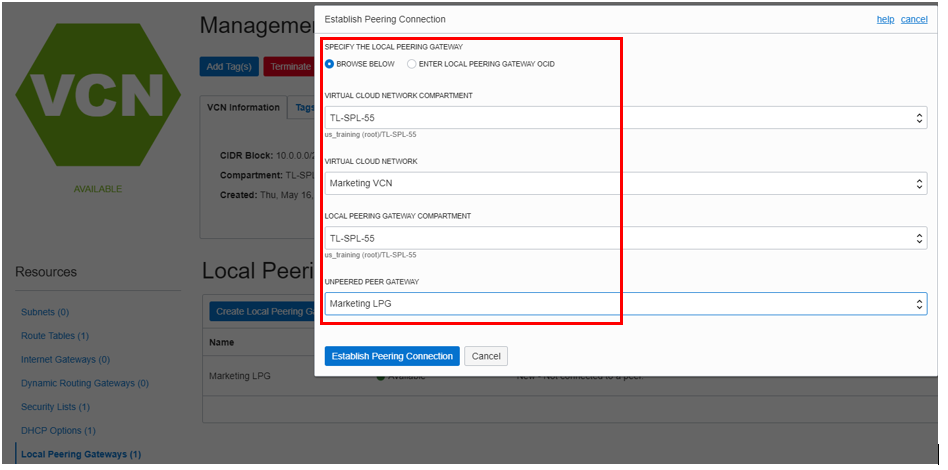 Management
Establish Peering Connection
help
cancel
VCN
AVAILABLE
Add Tag(s)
Terminate
VCN Information
Tags
CIDR Block: 10.0.0.0/
Compartment: TL-SPL
Created: Thu, May 16,
SPECIFY THE LOCAL PEERING GATEWAY
BROWSE BELOW
ENTER LOCAL PEERING GATEWAY OCID
VIRTUAL CLOUD NETWORK COMPARTMENT
TL-SPL-55
us_training (root)/TL-SPL-55
VIRTUAL CLOUD NETWORK
Marketing VCN
LOCAL PEERING GATEWAY COMPARTMENT
TL-SPL-55
us_training (root)/TL-SPL-55
UNPEERED PEER GATEWAY
Marketing LPG
Establish Peering Connection
Cancel
Resources
Subnets (0)
Route Tables (1)
Internet Gateways (0)
Dynamic Routing Gateways (0)
Security Lists (1)
DHCP Options (1)
Local Peering Gateways (1)
Local Peeri
Create Local Peering Ga
Name
Marketing LPG
Available
New - Not connected to a peer.